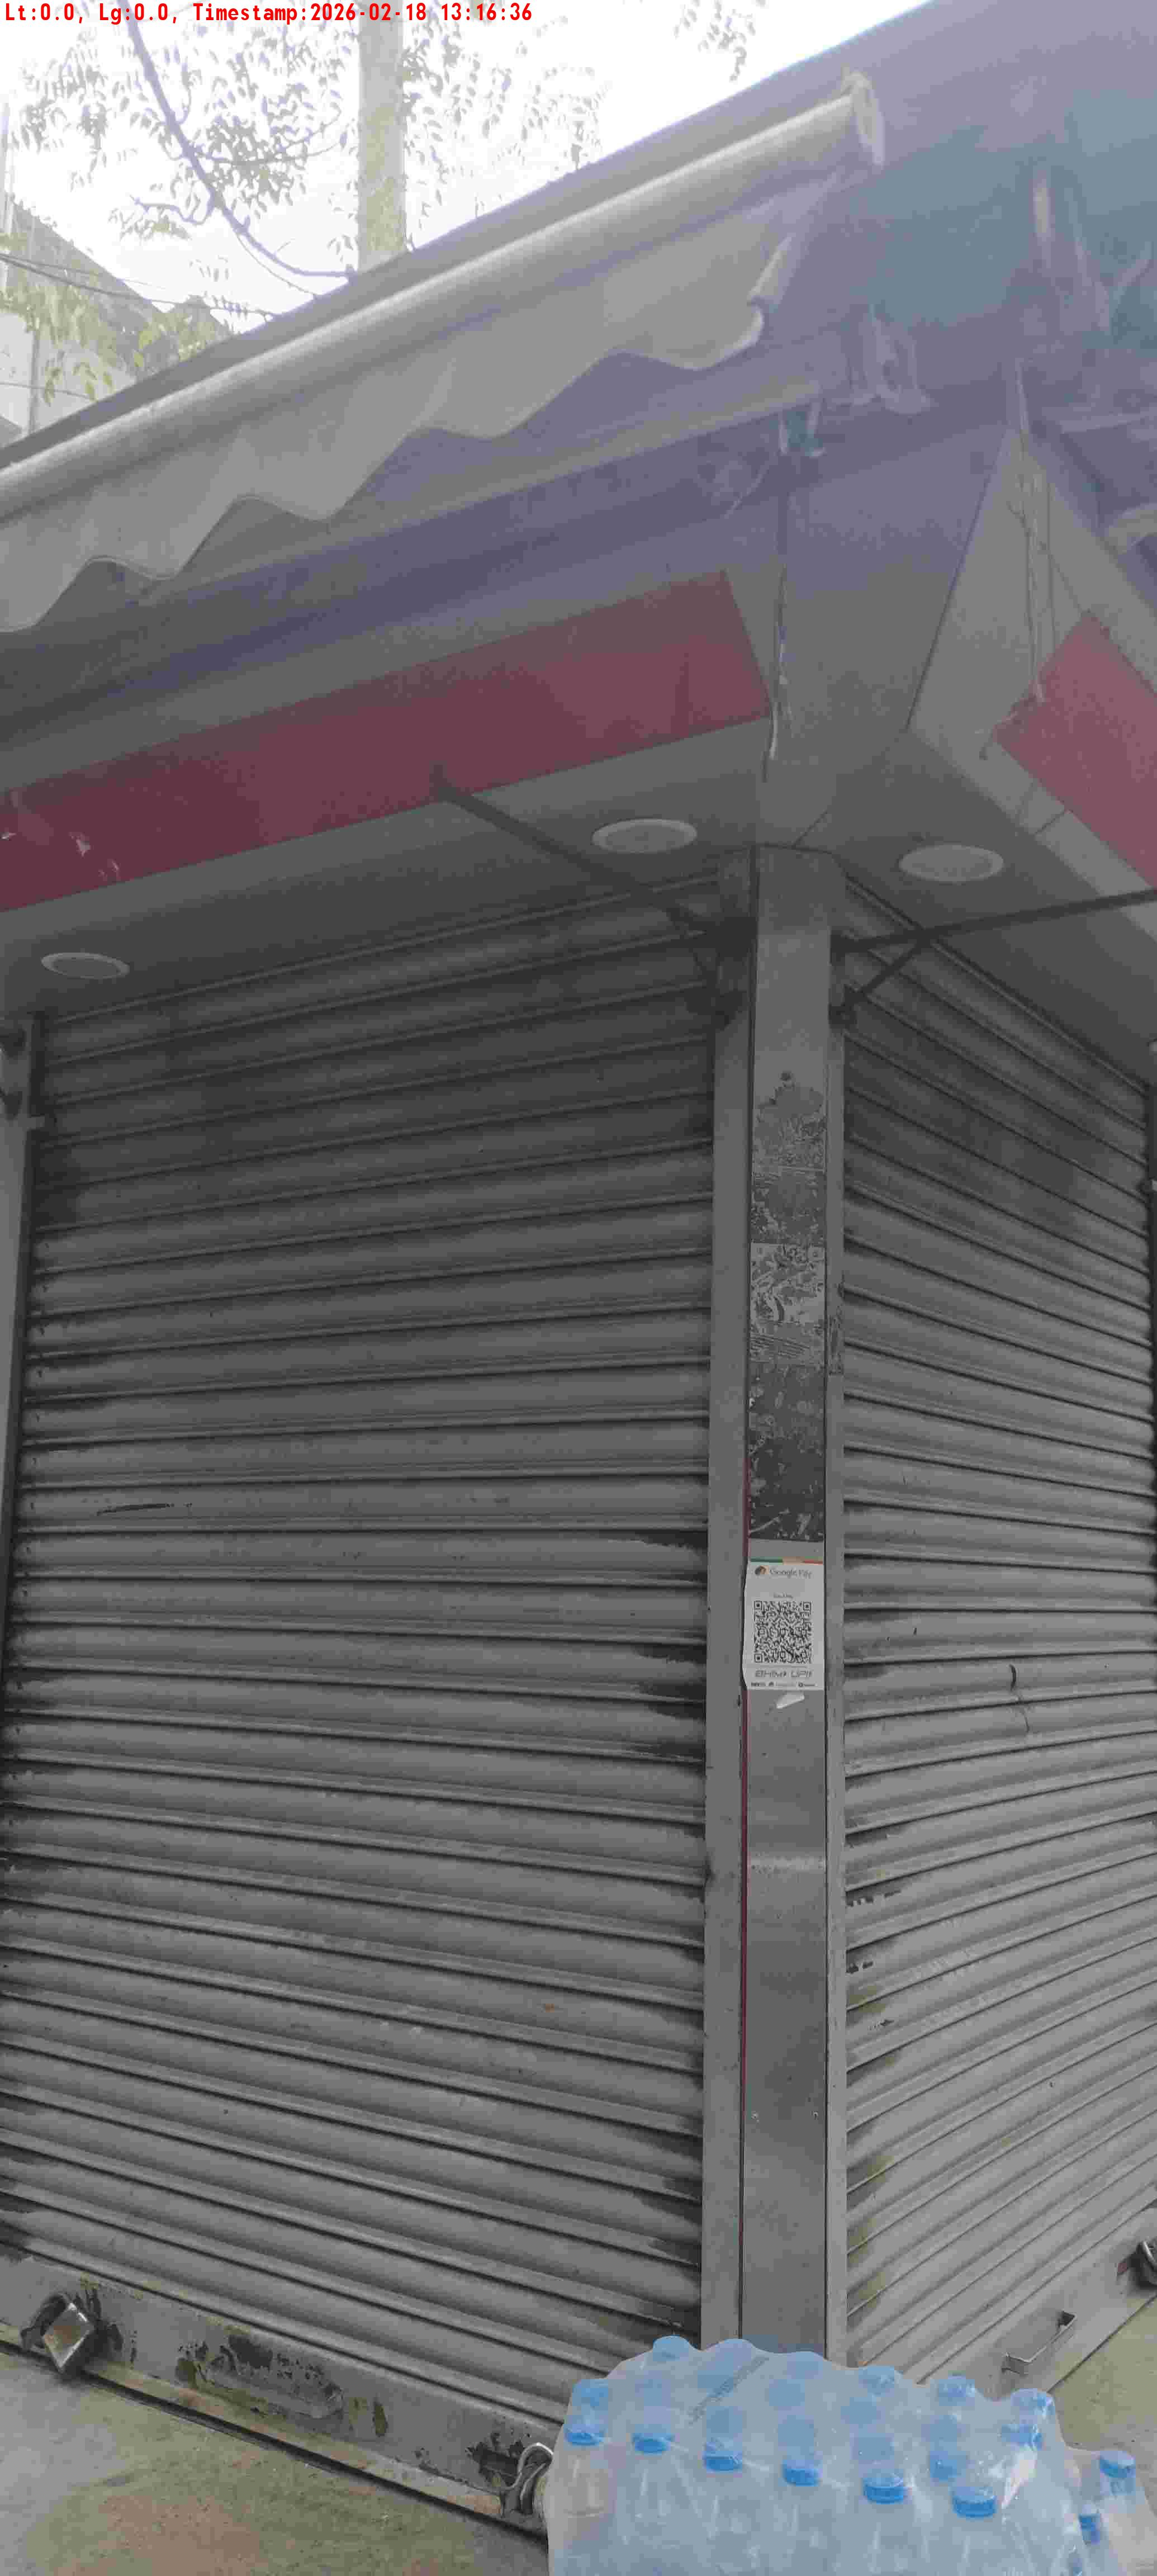 Lt:0.0, Lg:0.0, Timestamp:2026-02-18 13:16:36
Google Pay
BHIM UPI